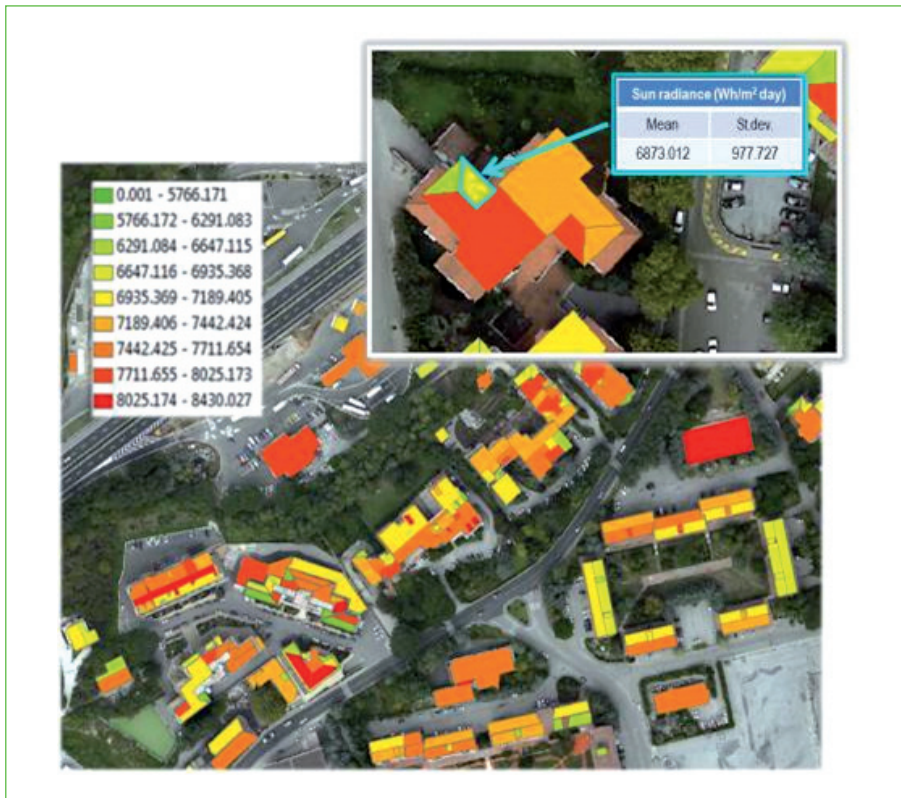 Sun radiance (Wh/m² day)
Mean St.dev.
6873.012 977.727
0.001 - 5766.171
5766.172 - 6291.083
6291.084 - 6647.115
6647.116 - 6935.368
6935.369 - 7189.405
7189.406 - 7442.424
7442.425 - 7711.654
7711.655 - 8025.173
8025.174 - 8430.027